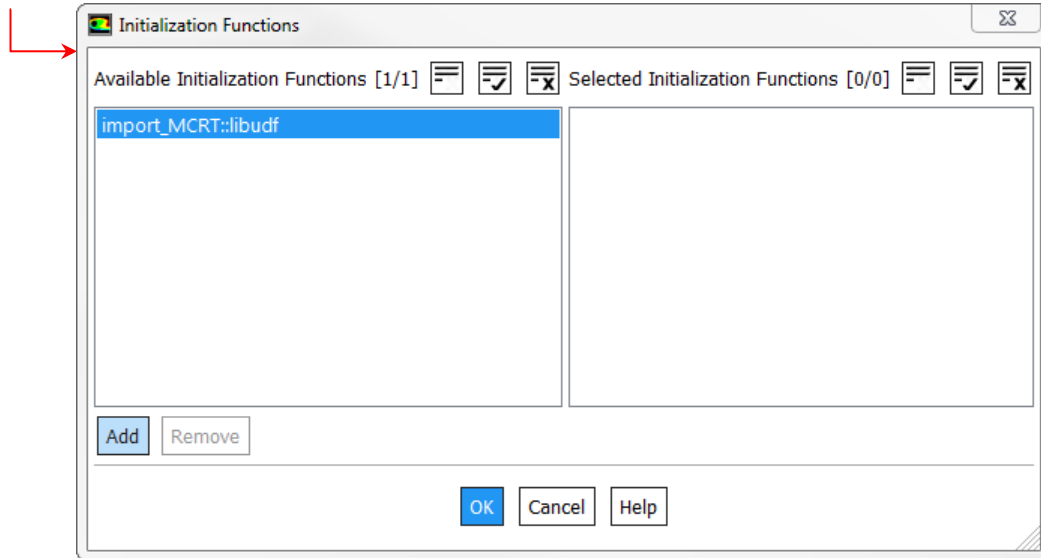 Initialization Functions
Available Initialization Functions [1/1] Selected Initialization Functions [0/0]
import_MCRT::libudf
Add Remove
OK Cancel Help